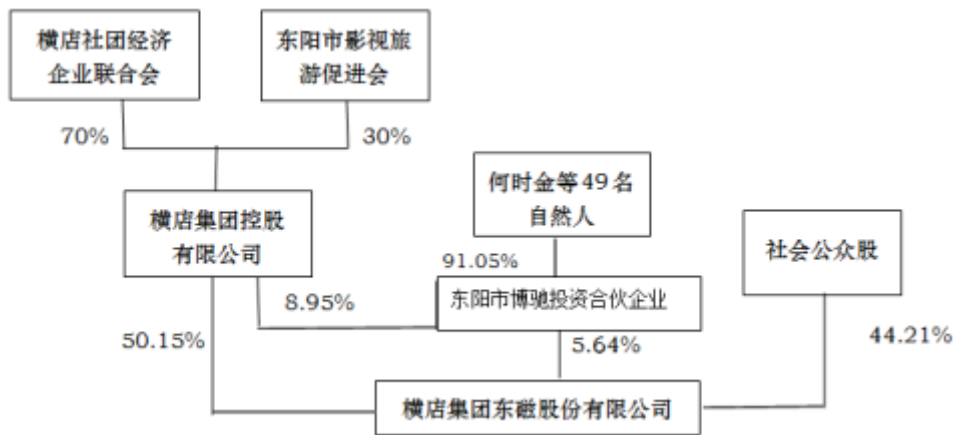 横店社团经济
企业联合会
东阳市影视旅
游促进会
70%
30%
横店集团控股
有限公司
何时金等49名
自然人
社会公众股
91.05%
8.95%
东阳市博驰投资合伙企业
50.15%
5.64%
44.21%
横店集团东磁股份有限公司